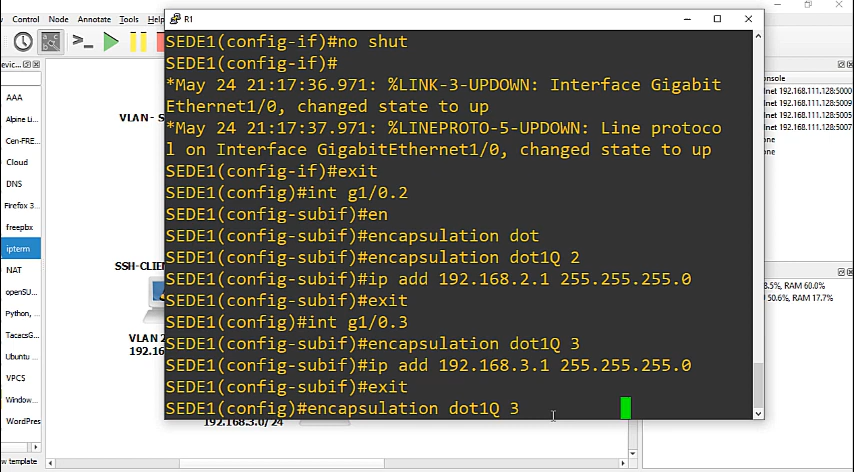 Control Node Annotate Tools Help
R1
AAA
Alpine Li...
Cen-FRE...
Cloud
DNS
Firefox 3...
freepbx
ipterm
NAT
openSU...
Python, ...
TacacsG...
Ubuntu ...
VPCS
Window...
WordPres
w template
VLAN - S
SSH-CLIEN
VLAN 2
192.16
192.168.3.0/ 24
SEDE1(config-if)#no shut
SEDE1(config-if)#
*May 24 21:17:36.971: %LINK-3-UPDOWN: Interface Gigabit
Ethernet1/0, changed state to up
*May 24 21:17:37.971: %LINEPROTO-5-UPDOWN: Line protoco
l on Interface GigabitEthernet1/0, changed state to up
SEDE1(config-if)#exit
SEDE1(config)#int g1/0.2
SEDE1(config-subif)#en
SEDE1(config-subif)#encapsulation dot
SEDE1(config-subif)#encapsulation dot1Q 2
SEDE1(config-subif)#ip add 192.168.2.1 255.255.255.0
SEDE1(config-subif)#exit
SEDE1(config)#int g1/0.3
SEDE1(config-subif)#encapsulation dot1Q 3
SEDE1(config-subif)#ip add 192.168.3.1 255.255.255.0
SEDE1(config-subif)#exit
SEDE1(config)#encapsulation dot1Q 3
onsole
lnet 192.168.111.128:5000
lnet 192.168.111.128:5009
lnet 192.168.111.128:5005
lnet 192.168.111.128:5007
one
one
8.5%, RAM 60.0%
J 50.6%, RAM 17.7%